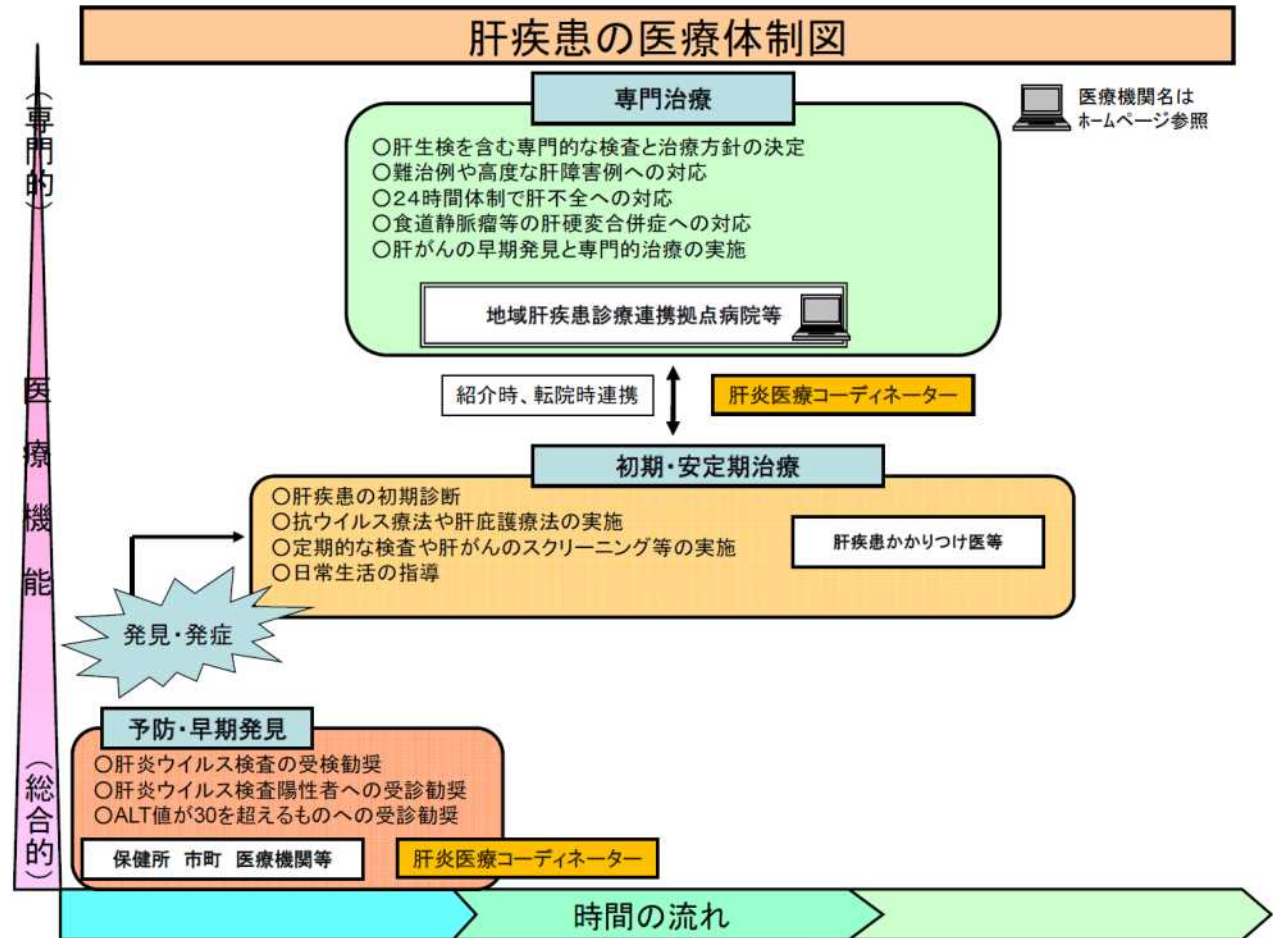 肝疾患の医療体制図
(専門的)
医療機能
(総合的)
医療機関名は
ホームページ参照
専門治療
○肝生検を含む専門的な検査と治療方針の決定
○難治例や高度な肝障害例への対応
○24時間体制で肝不全への対応
○食道静脈瘤等の肝硬変合併症への対応
○肝がんの早期発見と専門的治療の実施
地域肝疾患診療連携拠点病院等
紹介時、転院時連携
肝炎医療コーディネーター
初期・安定期治療
○肝疾患の初期診断
○抗ウイルス療法や肝庇護療法の実施
○定期的な検査や肝がんのスクリーニング等の実施
○日常生活の指導
肝疾患かかりつけ医等
発見・発症
予防・早期発見
○肝炎ウイルス検査の受検勧奨
○肝炎ウイルス検査陽性者への受診勧奨
○ALT値が30を超えるものへの受診勧奨
保健所 市町 医療機関等
肝炎医療コーディネーター
時間の流れ